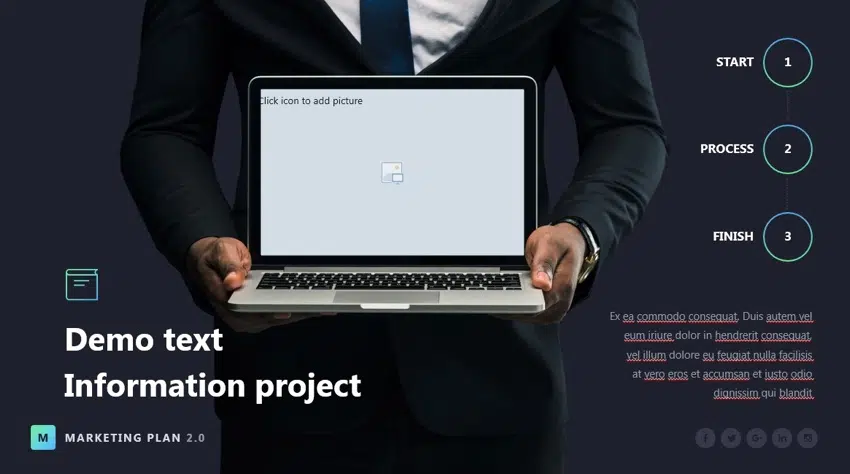 START 1
Click icon to add picture
PROCESS 2
FINISH 3
Demo text
Information project
Ex ea commodo consequat, Duis autem vel
eum iriure dolor in hendrerit consequat,
vel illum dolore eu feugiat nulla facilisis
at vero eros et accumsan et justo odio
dignissim qui blandit
M MARKETING PLAN 2.0